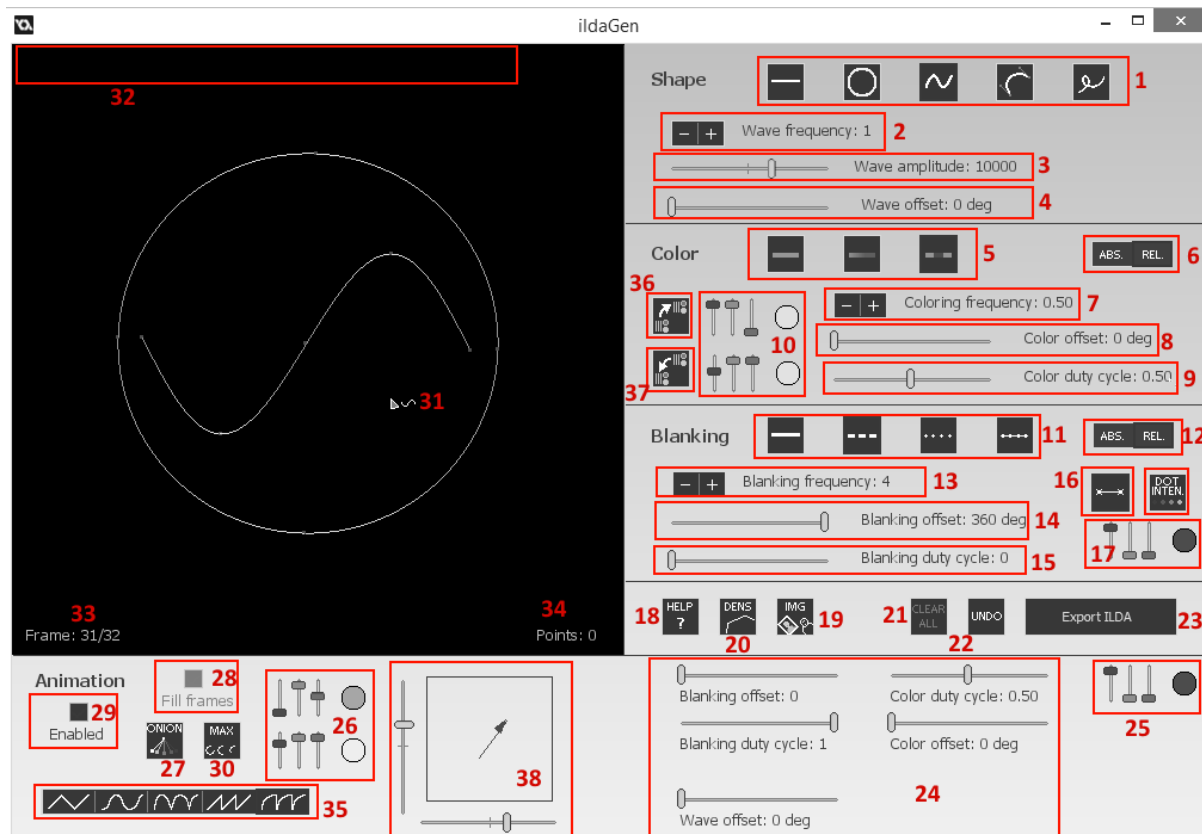 ildaGen
32
Shape
1
- + Wave frequency: 1 2
Wave amplitude: 10000 3
Wave offset: 0 deg 4
Color 5 ABS. REL. 6
36
- + Coloring frequency: 0.50 7
10 Color offset: 0 deg 8
37 Color duty cycle: 0.50 9
31
Blanking 11 ABS. REL. 12
- + Blanking frequency: 4 13
16 DOT INTEN.
Blanking offset: 360 deg 14
Blanking duty cycle: 0 15
17
33 34
Frame: 31/32 Points: 0
18 HELP ? DENS IMG 19 21 CLEAR ALL UNDO Export ILDA 23
20 22
Animation 28
Fill frames
29
Enabled
ONION MAX 26
27 30
35
38
Blanking offset: 0 Color duty cycle: 0.50
Blanking duty cycle: 1 Color offset: 0 deg
25
24
Wave offset: 0 deg